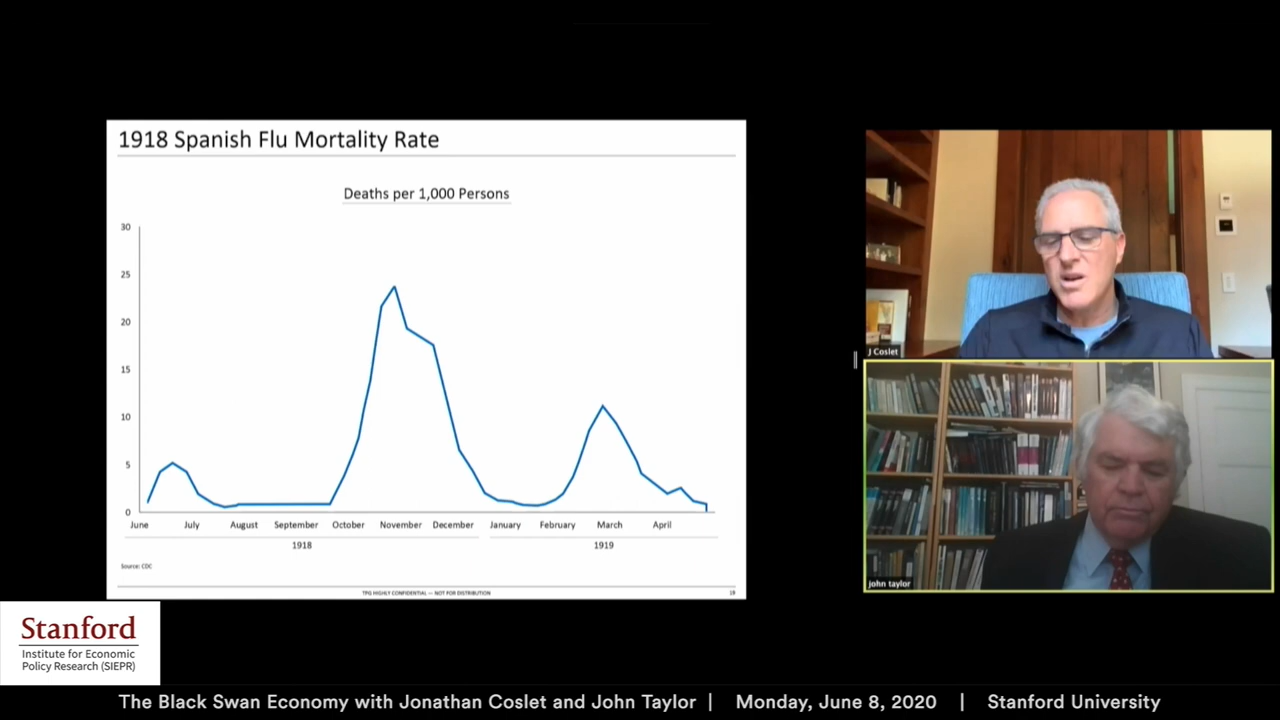 1918 Spanish Flu Mortality Rate
Deaths per 1,000 Persons
30
25
20
15
10
5
0
June July August September October November December January February March April
1918 1919
Source: CDC
TPG HIGHLY CONFIDENTIAL — NOT FOR DISTRIBUTION 19
J Coslet
john taylor
Stanford
Institute for Economic
Policy Research (SIEPR)
The Black Swan Economy with Jonathan Coslet and John Taylor | Monday, June 8, 2020 | Stanford University